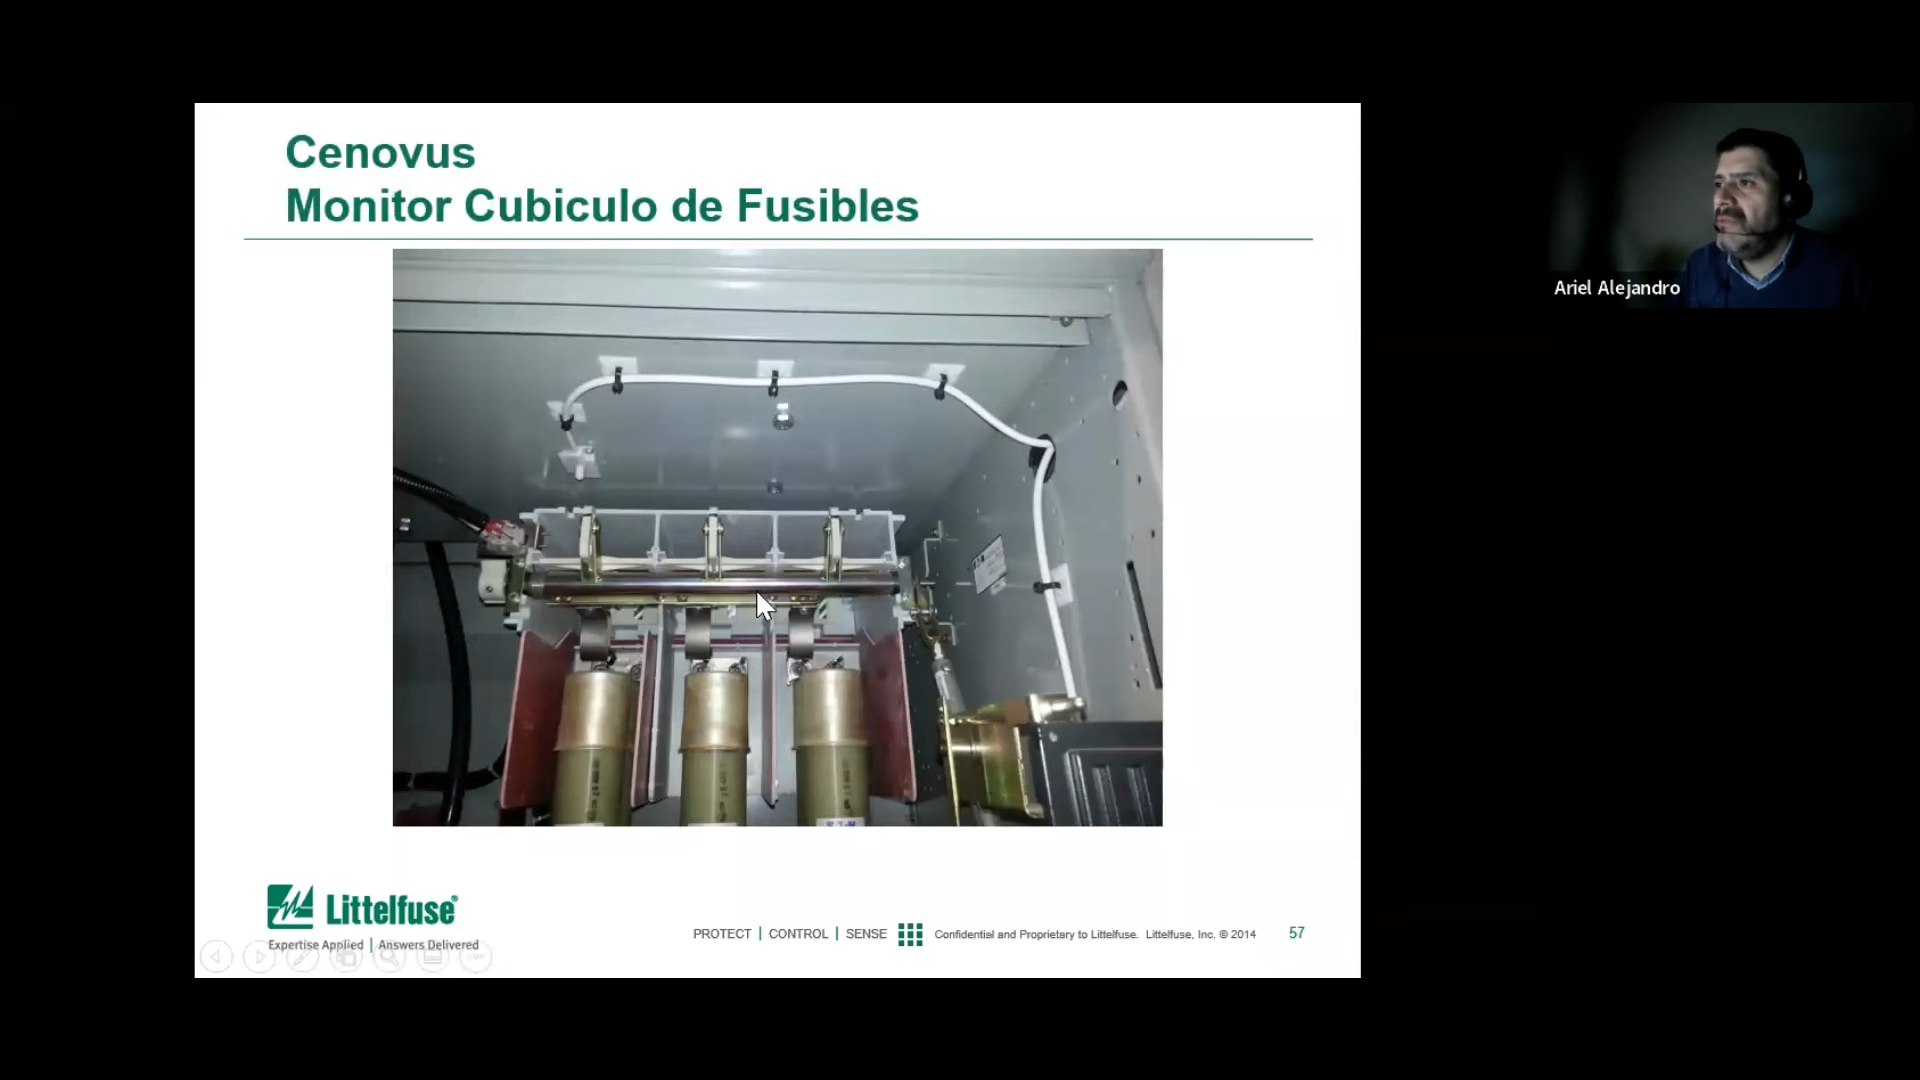 Cenovus
Monitor Cubiculo de Fusibles
Ariel Alejandro
Littelfuse®
Expertise Applied | Answers Delivered
PROTECT | CONTROL | SENSE
Confidential and Proprietary to Littelfuse. Littelfuse, Inc. © 2014
57